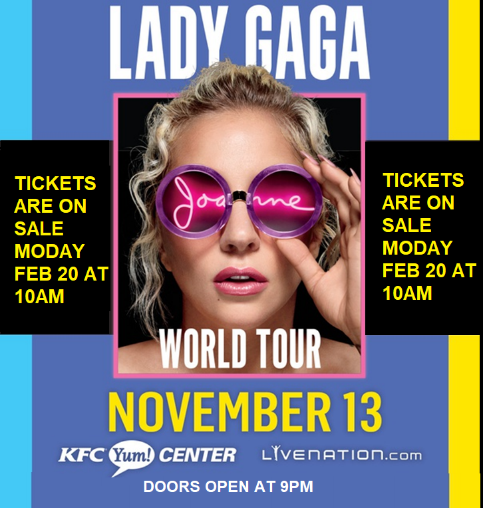 LADY GAGA
TICKETS
ARE ON
SALE
MODAY
FEB 20 AT
10AM
Joanne
TICKETS
ARE ON
SALE
MODAY
FEB 20 AT
10AM
WORLD TOUR
NOVEMBER 13
KFC Yum! CENTER LIVENATION.com
DOORS OPEN AT 9PM